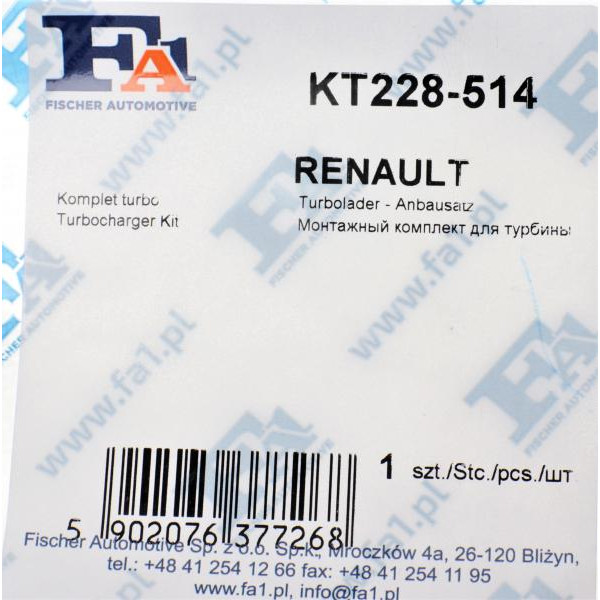 FA1
FISCHER AUTOMOTIVE
KT228-514
RENAULT
Komplet turbo
Turbocharger Kit
Turbolader - Anbausatz
Монтажный комплект для турбины
1 szt./Stc./pcs./шт
5 902076 377268
Fischer Automotive Sp. z o.o. Sp.k., Mroczków 4a, 26-120 Bliżyn,
tel.: +48 41 254 12 66 fax: +48 41 254 11 95
www.fa1.pl, info@fa1.pl